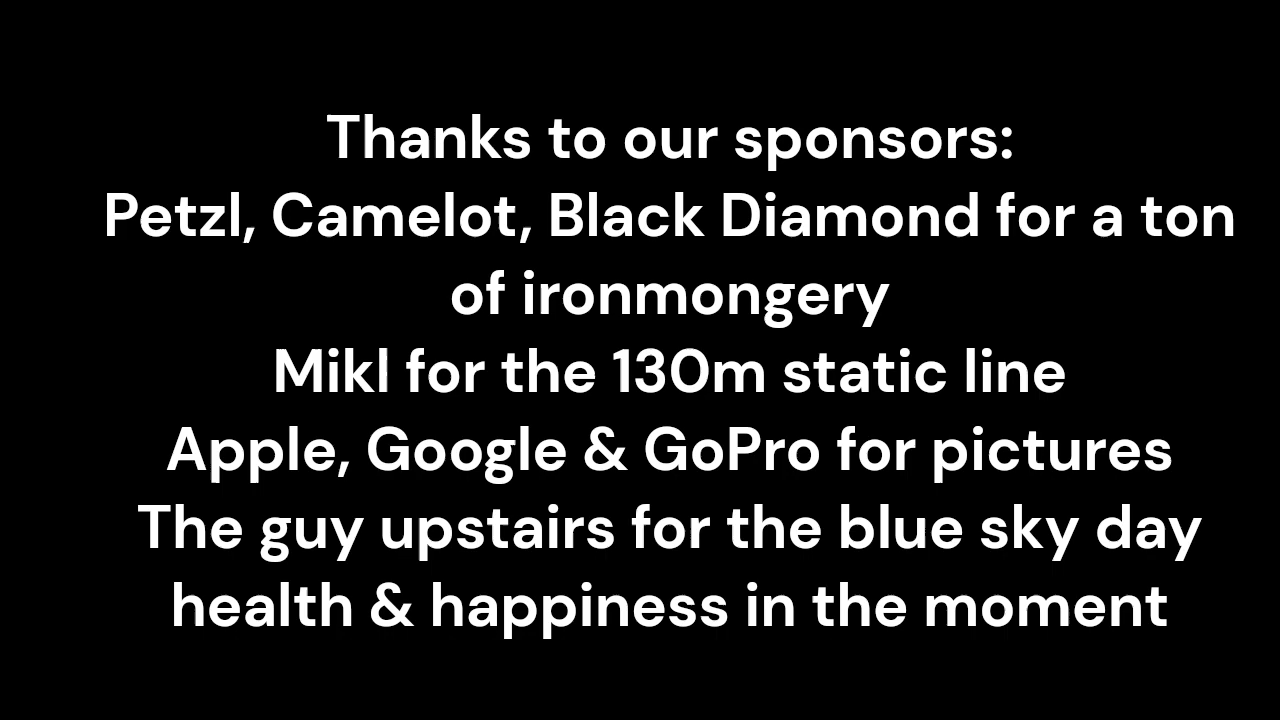 Thanks to our sponsors:
Petzl, Camelot, Black Diamond for a ton
of ironmongery
Mikl for the 130m static line
Apple, Google & GoPro for pictures
The guy upstairs for the blue sky day
health & happiness in the moment